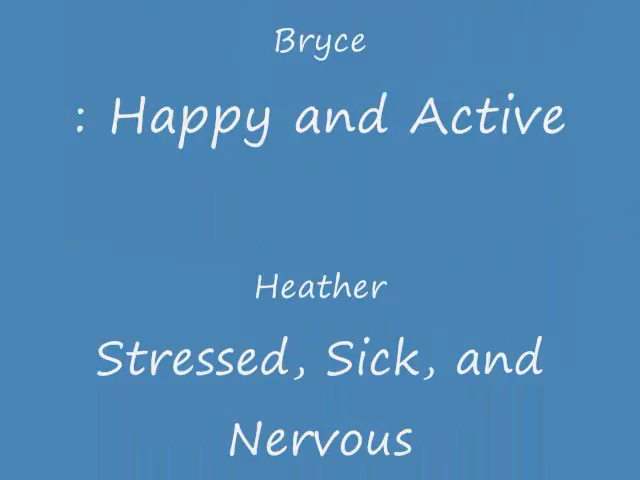 Bryce
: Happy and Active
Heather
Stressed, Sick, and
Nervous